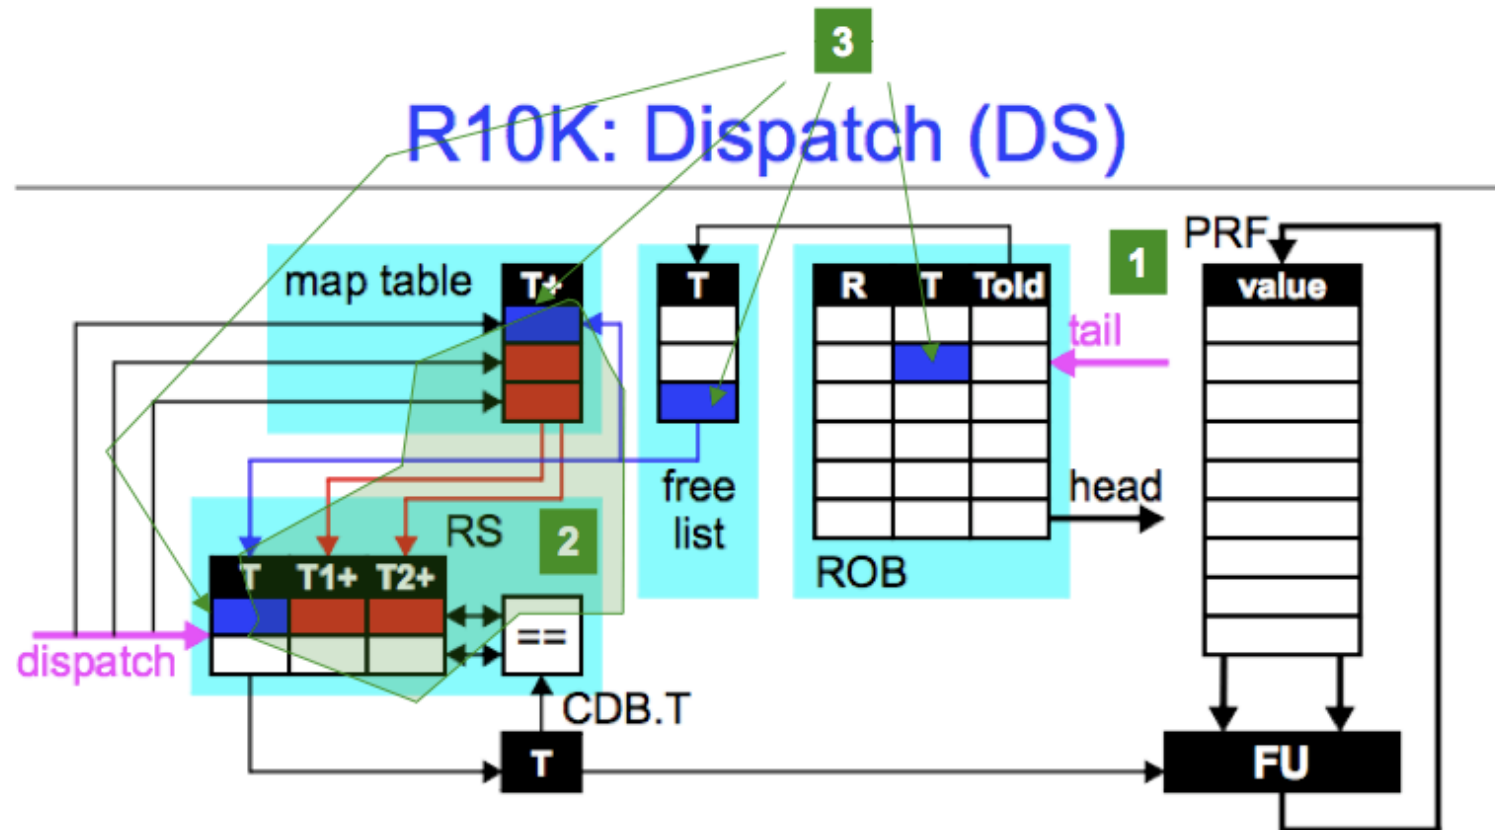 3
R10K: Dispatch (DS)
map table
T+
T
R T Told
1
PRF
value
tail
free
list
head
ROB
RS
2
T T1+ T2+
==
dispatch
CDB.T
T
FU